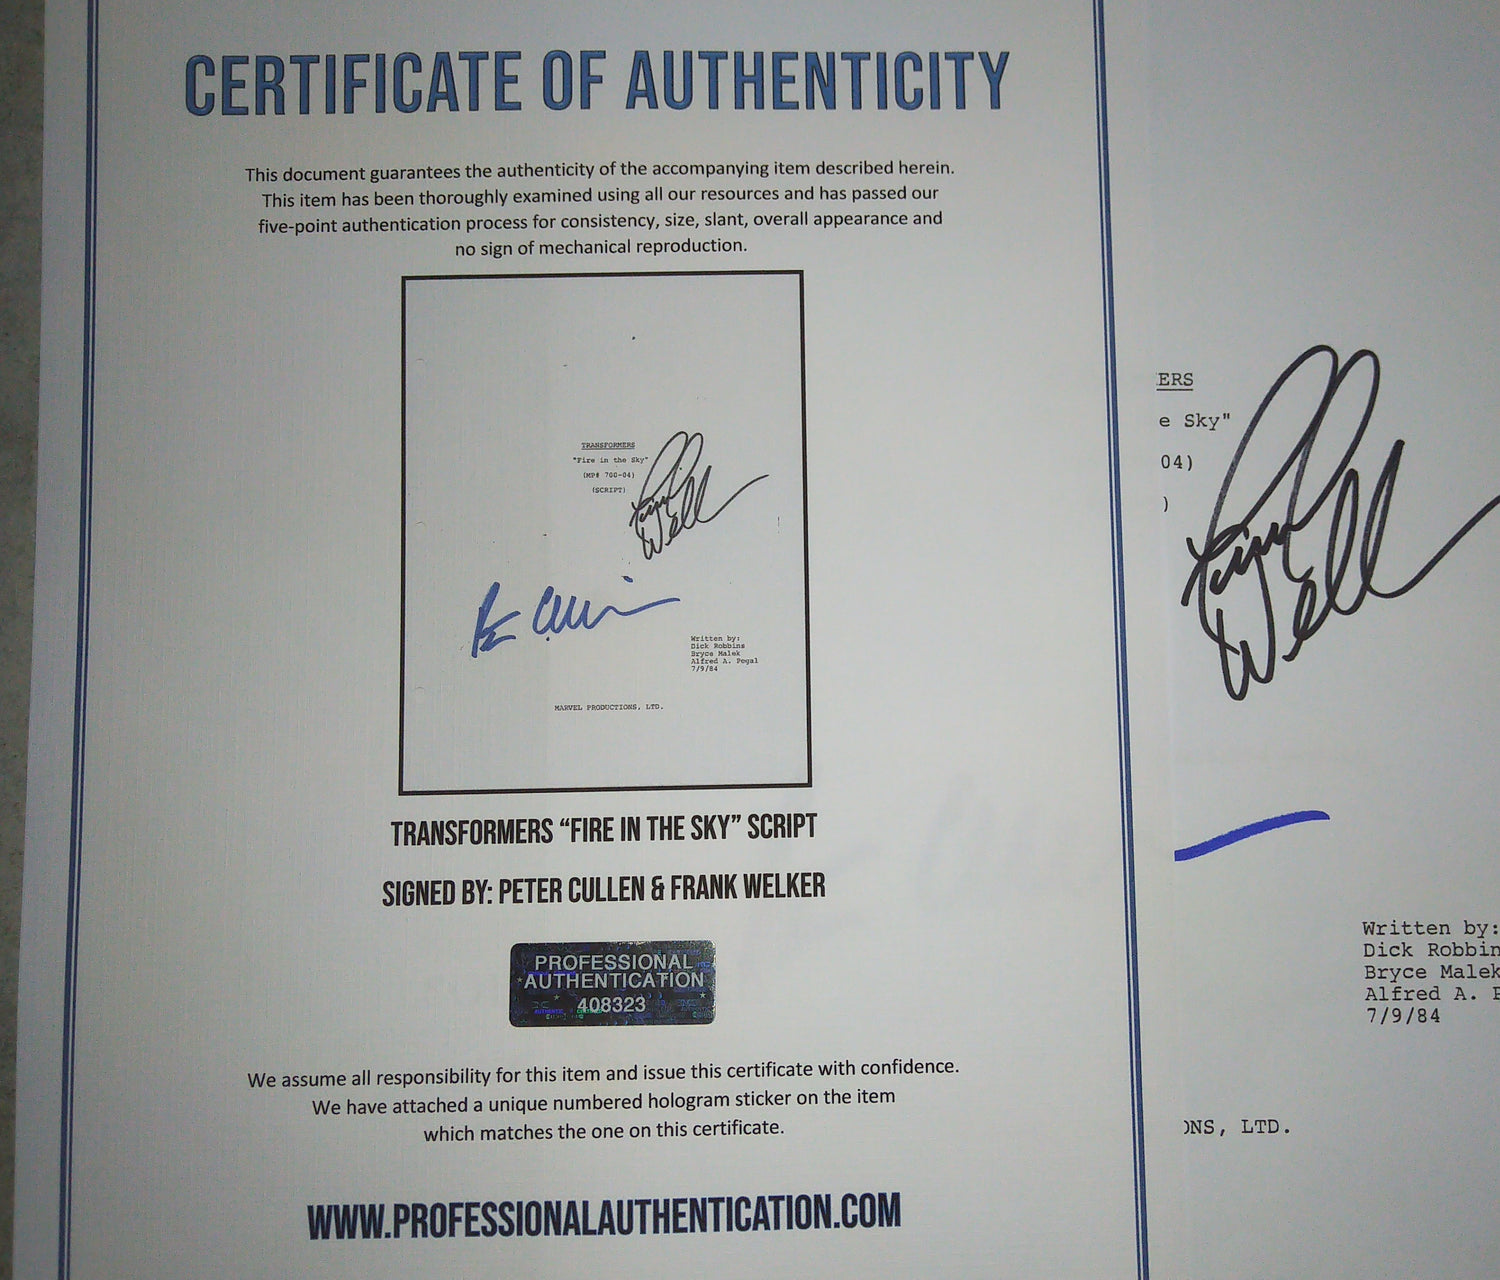 CERTIFICATE OF AUTHENTICITY
This document guarantees the authenticity of the accompanying item described herein.
This item has been thoroughly examined using all our resources and has passed our
five-point authentication process for consistency, size, slant, overall appearance and
no sign of mechanical reproduction.
TRANSFORMERS
"Fire in the Sky"
(MP# 700-04)
(SCRIPT)
Written by:
Dick Robbins
Bryce Malek
Alfred A. Pegal
7/9/84
MARVEL PRODUCTIONS, LTD.
TRANSFORMERS “FIRE IN THE SKY” SCRIPT
SIGNED BY: PETER CULLEN & FRANK WELKER
PROFESSIONAL
AUTHENTICATION
408323
We assume all responsibility for this item and issue this certificate with confidence.
We have attached a unique numbered hologram sticker on the item
which matches the one on this certificate.
WWW.PROFESSIONALAUTHENTICATION.COM
ERS
e Sky"
04)
)
Written by:
Dick Robbin
Bryce Malek
Alfred A.
7/9/84
ONS, LTD.